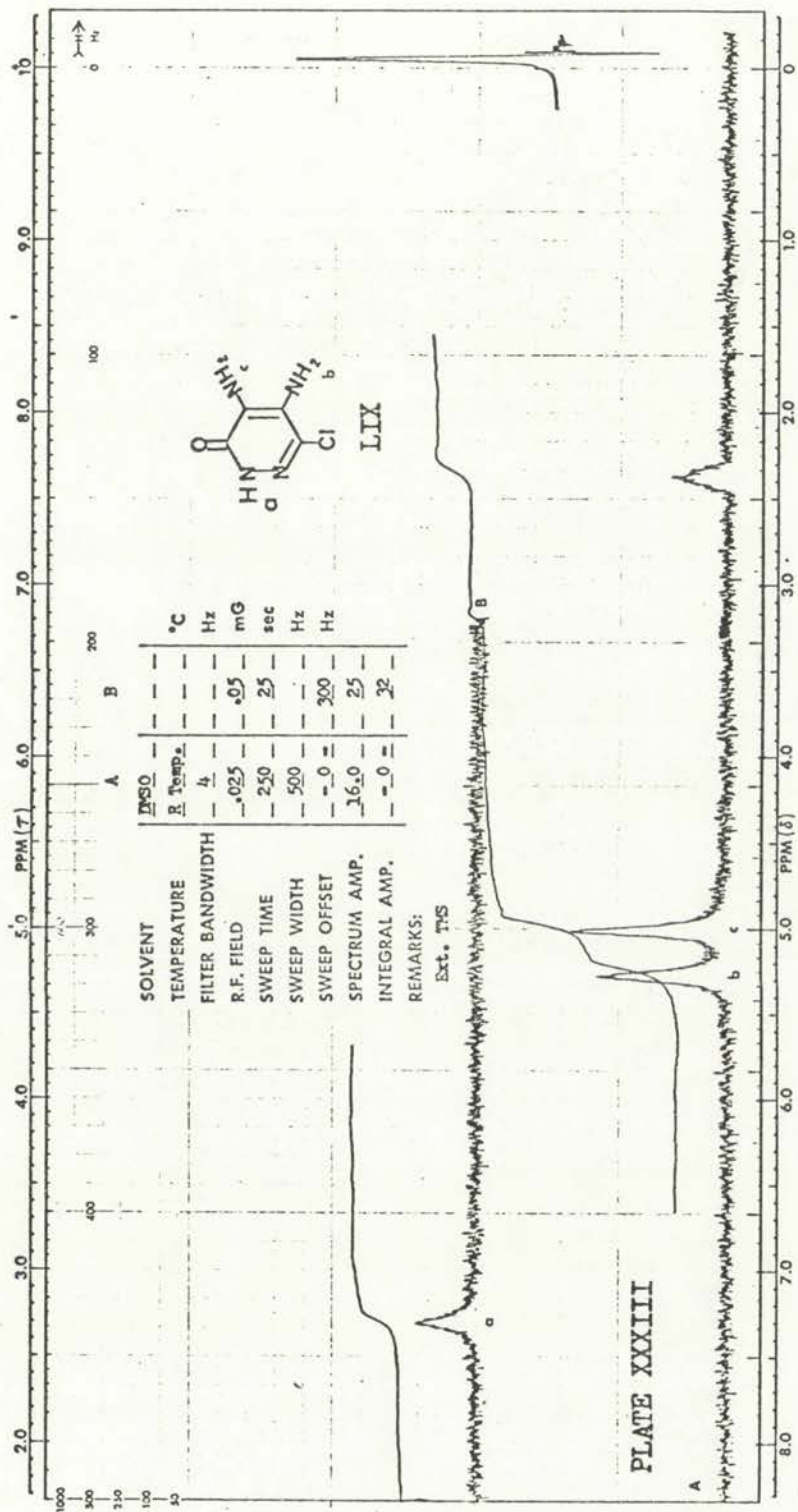 2.0 3.0 4.0 5.0 PPM (τ) 6.0 7.0 8.0 9.0 10
400 300 200 100 0 Hz
1000
500
250
100
50
A B
SOLVENT DMSO
TEMPERATURE R Temp. °C
FILTER BANDWIDTH 4 Hz
R.F. FIELD .025 .05 mG
SWEEP TIME 250 25 sec
SWEEP WIDTH 500 Hz
SWEEP OFFSET -0- 300 Hz
SPECTRUM AMP. 16.0 25
INTEGRAL AMP. -0- 32
REMARKS:
Ext. TMS
O
NH2
c
H
N
a
N
NH2
b
Cl
LIX
B
a
b c
PLATE XXXIII
A
8.0 7.0 6.0 5.0 PPM (δ) 4.0 3.0 2.0 1.0 0